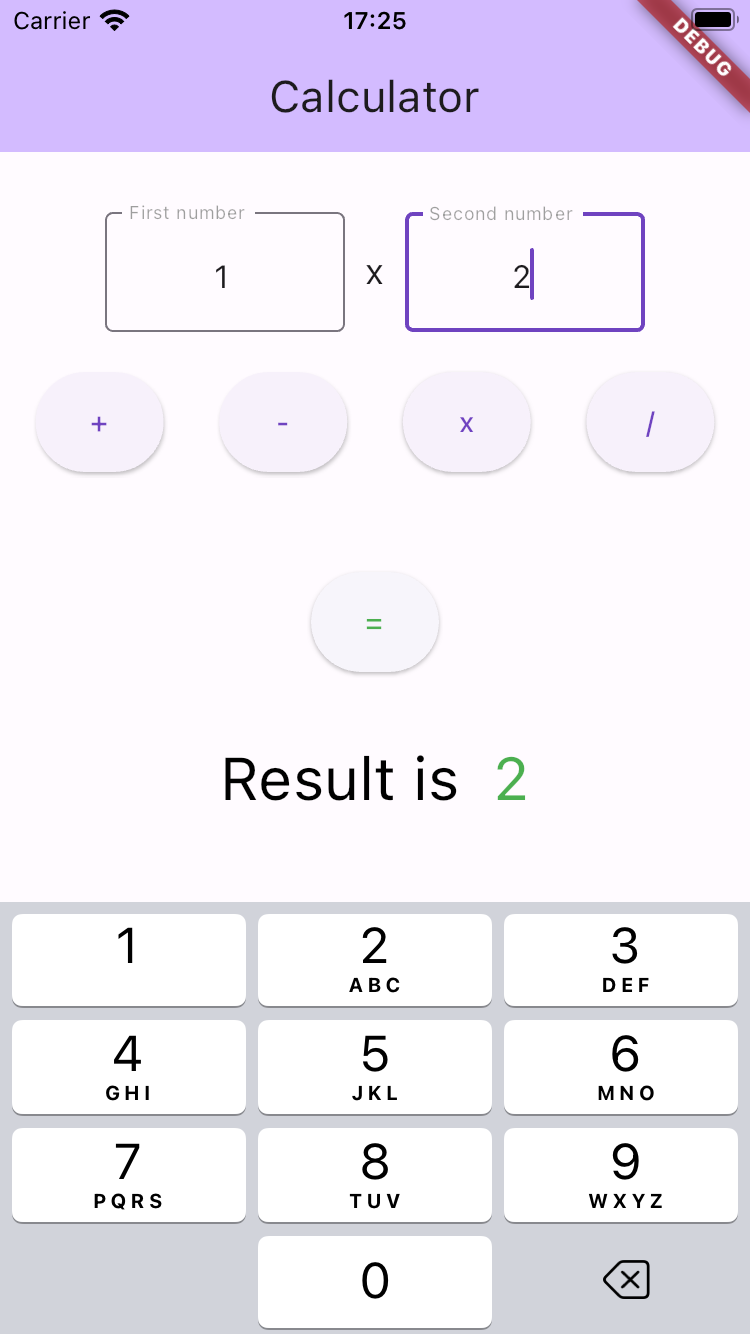 Carrier 17:25
DEBUG
Calculator
First number Second number
1 X 2
+ - x /
=
Result is 2
1 2 3
ABC DEF
4 5 6
GHI JKL MNO
7 8 9
PQRS TUV WXYZ
0